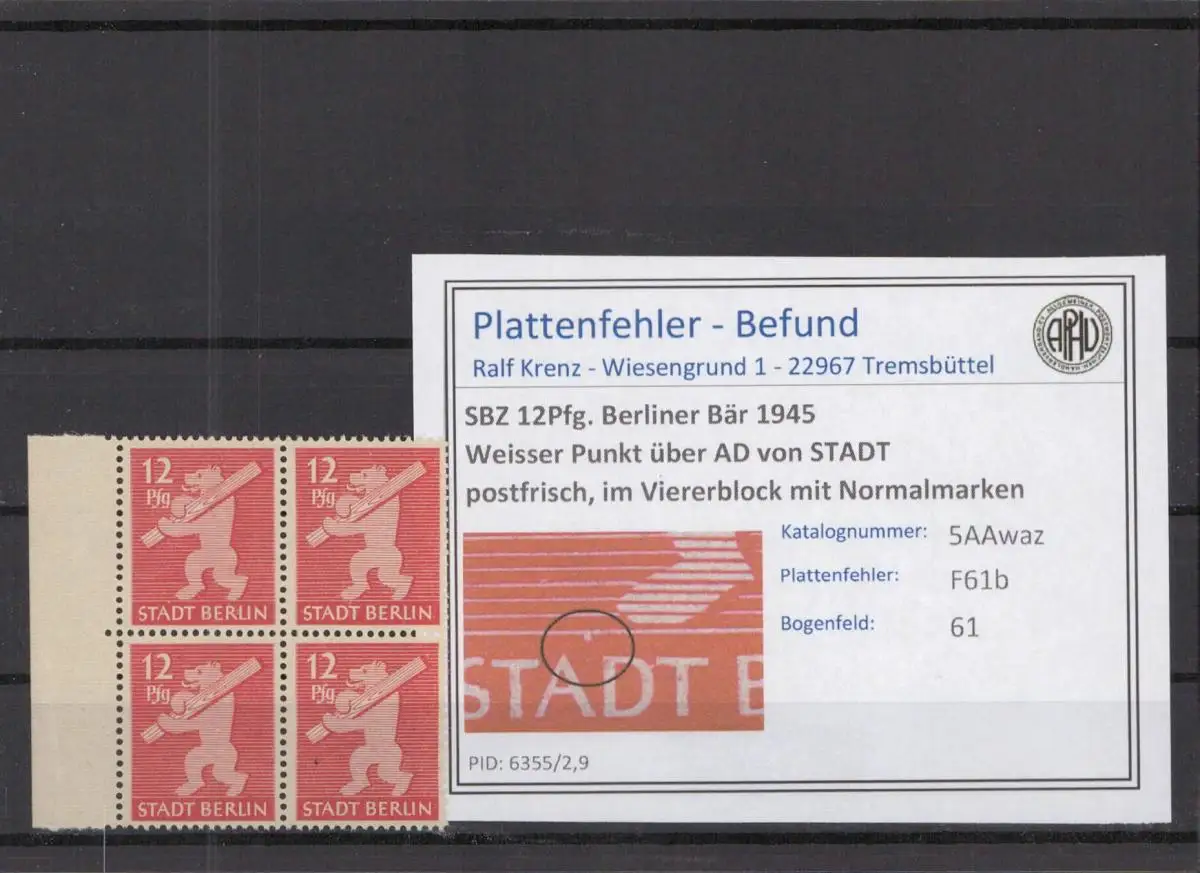 Plattenfehler - Befund
Ralf Krenz - Wiesengrund 1 - 22967 Tremsbüttel
APHV
SBZ 12Pfg. Berliner Bär 1945
Weisser Punkt über AD von STADT
postfrisch, im Viererblock mit Normalmarken
STADT B
Katalognummer: 5AAwaz
Plattenfehler: F61b
Bogenfeld: 61
PID: 6355/2,9
12
Pfg
STADT BERLIN
12
Pfg
STADT BERLIN
12
Pfg
STADT BERLIN
12
Pfg
STADT BERLIN